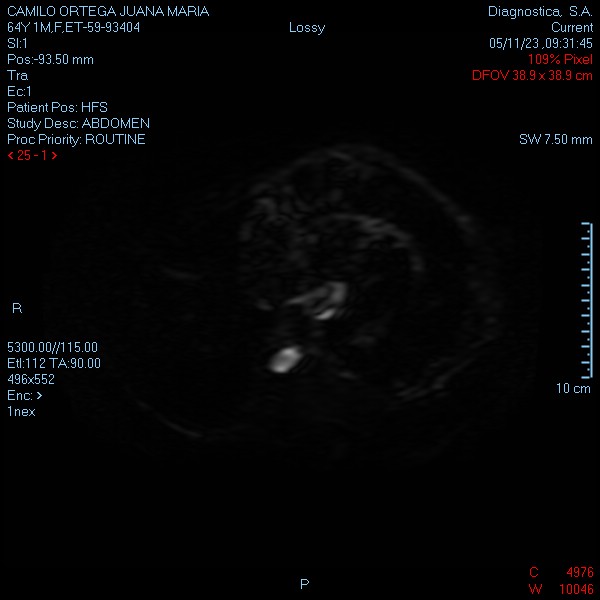 CAMILO ORTEGA JUANA MARIA
64Y 1M,F,ET-59-93404
Sl:1
Pos:-93.50 mm
Tra
Ec:1
Patient Pos: HFS
Study Desc: ABDOMEN
Proc Priority: ROUTINE
< 25 - 1 >
Lossy
Diagnostica, S.A.
Current
05/11/23 ,09:31:45
109% Pixel
DFOV 38.9 x 38.9 cm
SW 7.50 mm
R
5300.00//115.00
Etl:112 TA:90.00
496x552
Enc: >
1nex
10 cm
P
C 4976
W 10046